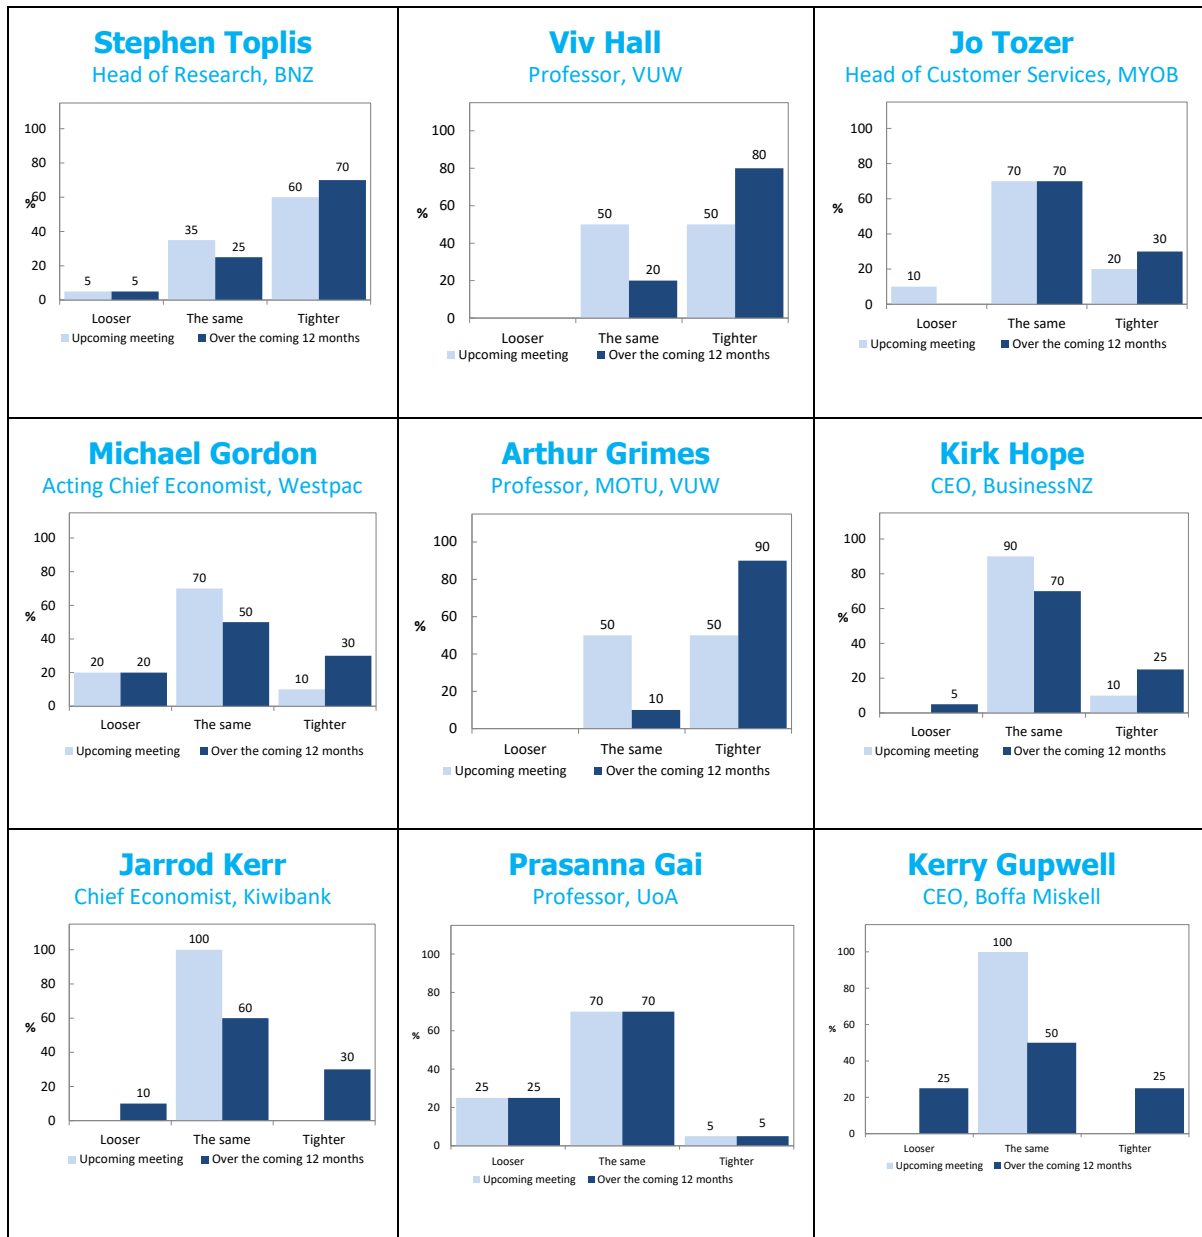 Stephen Toplis
Head of Research, BNZ
100
80
60
40
20
0
%
5
5
35
25
60
70
Looser
The same
Tighter
Upcoming meeting
Over the coming 12 months
Viv Hall
Professor, VUW
100
80
60
40
20
0
%
50
20
50
80
Looser
The same
Tighter
Upcoming meeting
Over the coming 12 months
Jo Tozer
Head of Customer Services, MYOB
100
80
60
40
20
0
%
10
70
70
20
30
Looser
The same
Tighter
Upcoming meeting
Over the coming 12 months
Michael Gordon
Acting Chief Economist, Westpac
100
80
60
40
20
0
%
20
20
70
50
10
30
Looser
The same
Tighter
Upcoming meeting
Over the coming 12 months
Arthur Grimes
Professor, MOTU, VUW
100
80
60
40
20
0
%
50
10
50
90
Looser
The same
Tighter
Upcoming meeting
Over the coming 12 months
Kirk Hope
CEO, BusinessNZ
100
80
60
40
20
0
%
5
90
70
10
25
Looser
The same
Tighter
Upcoming meeting
Over the coming 12 months
Jarrod Kerr
Chief Economist, Kiwibank
100
80
60
40
20
0
%
10
100
60
30
Looser
The same
Tighter
Upcoming meeting
Over the coming 12 months
Prasanna Gai
Professor, UoA
100
80
60
40
20
0
%
25
25
70
70
5
5
Looser
The same
Tighter
Upcoming meeting
Over the coming 12 months
Kerry Gupwell
CEO, Boffa Miskell
100
80
60
40
20
0
%
25
100
50
25
Looser
The same
Tighter
Upcoming meeting
Over the coming 12 months